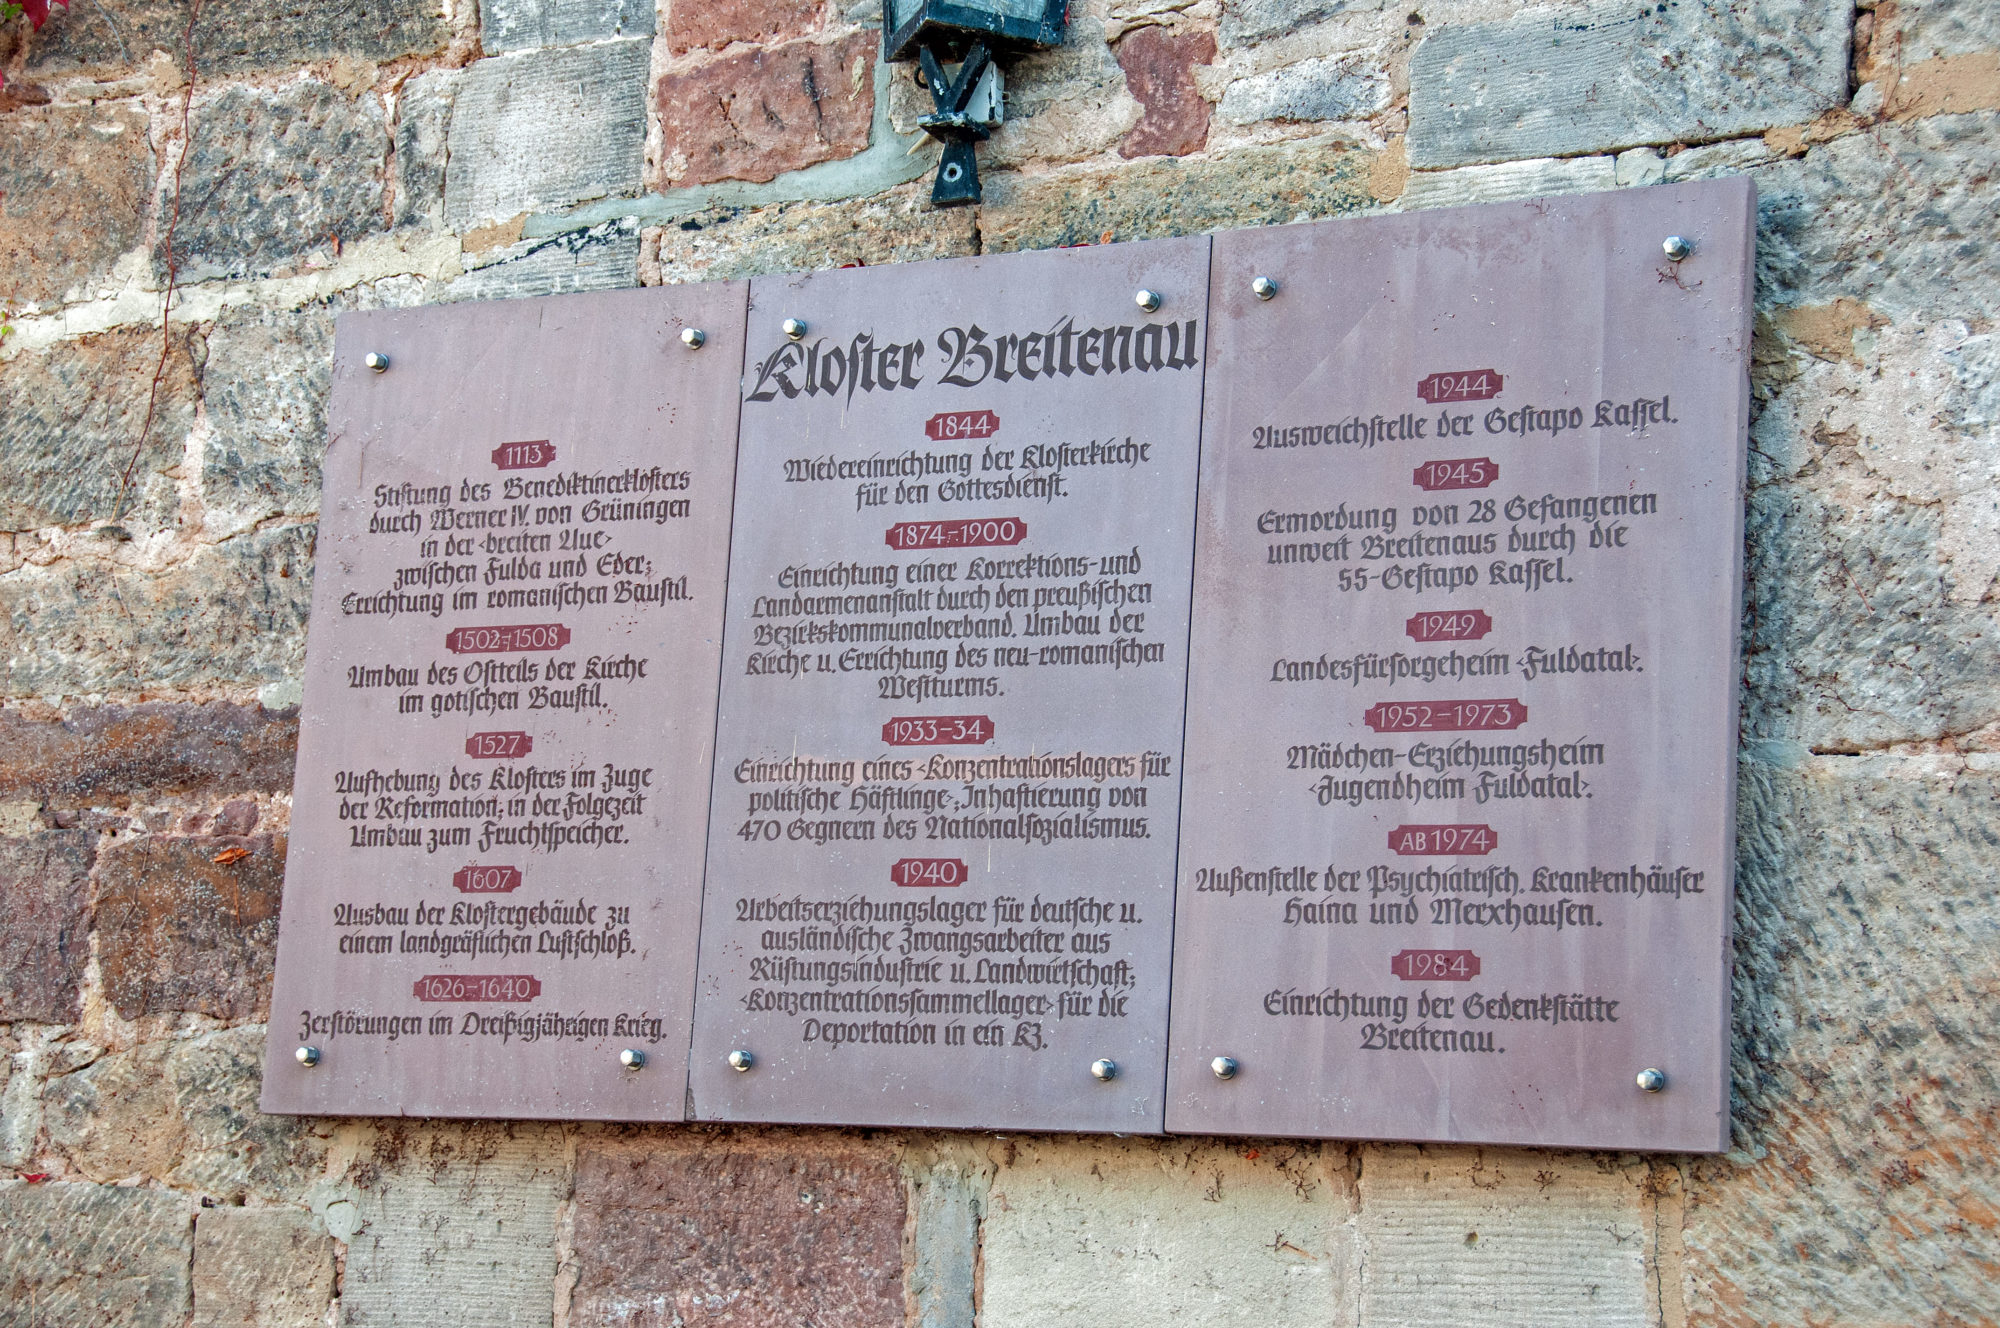 Kloster Breitenau
1113
Stiftung des Benediktinerklosters
durch Werner IV. von Grüningen
in der ‹breiten Aue›
zwischen Fulda und Eder;
Errichtung im romanischen Baustil.
1502-1508
Umbau des Ostteils der Kirche
im gotischen Baustil.
1527
Aufhebung des Klosters im Zuge
der Reformation; in der Folgezeit
Umbau zum Fruchtspeicher.
1607
Ausbau der Klostergebäude zu
einem landgräflichen Lustschloß.
1626-1640
Zerstörungen im Dreißigjährigen Krieg.
1844
Wiedereinrichtung der Klosterkirche
für den Gottesdienst.
1874-1900
Einrichtung einer Korrektions- und
Landarmenanstalt durch den preußischen
Bezirkskommunalverband. Umbau der
Kirche u. Errichtung des neu-romanischen
Westturms.
1933-34
Einrichtung eines ‹Konzentrationslagers für
politische Häftlinge›; Inhaftierung von
470 Gegnern des Nationalsozialismus.
1940
Arbeitserziehungslager für deutsche u.
ausländische Zwangsarbeiter aus
Rüstungsindustrie u. Landwirtschaft;
‹Konzentrationssammellager› für die
Deportation in ein KZ.
1944
Ausweichstelle der Gestapo Kassel.
1945
Ermordung von 28 Gefangenen
unweit Breitenaus durch die
SS-Gestapo Kassel.
1949
Landesfürsorgeheim ‹Fuldatal›.
1952-1973
Mädchen-Erziehungsheim
‹Jugendheim Fuldatal›.
AB 1974
Außenstelle der Psychiatrisch. Krankenhäuser
Haina und Merxhausen.
1984
Einrichtung der Gedenkstätte
Breitenau.